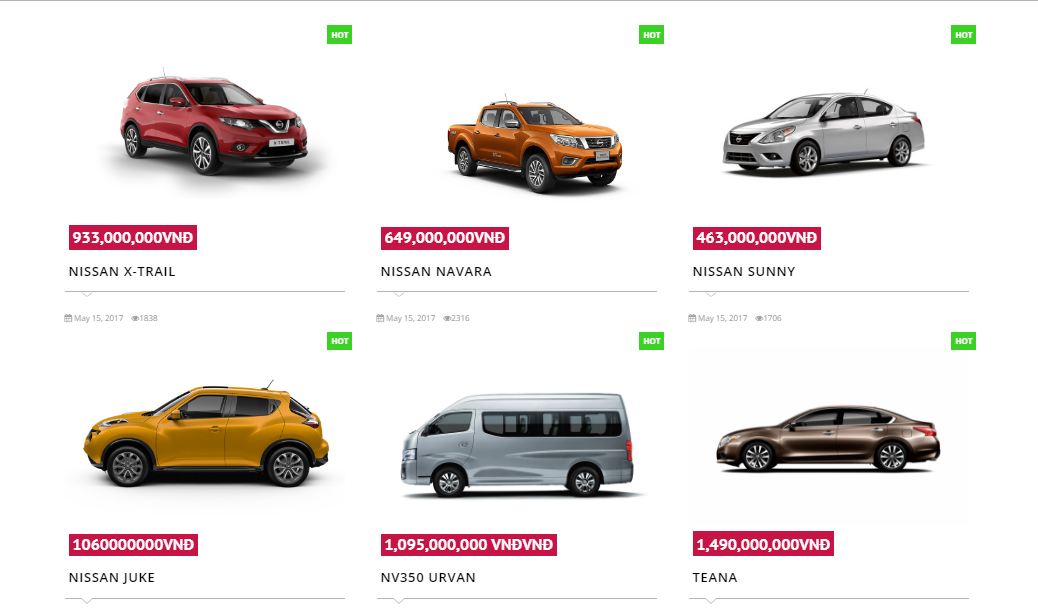 HOT
HOT
HOT
X-TRAIL
933,000,000VNĐ
649,000,000VNĐ
463,000,000VNĐ
NISSAN X-TRAIL
NISSAN NAVARA
NISSAN SUNNY
May 15, 2017 1838
May 15, 2017 2316
May 15, 2017 1706
HOT
HOT
HOT
1060000000VNĐ
1,095,000,000 VNĐVNĐ
1,490,000,000VNĐ
NISSAN JUKE
NV350 URVAN
TEANA